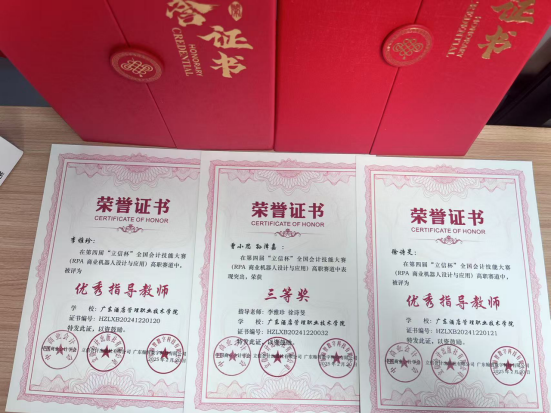 证书
HONORARY
CREDENTIAL
证书
荣誉证书
CERTIFICATE OF HONOR
李雅珍：
在第四届“立信杯”全国会计技能大赛
（RPA 商业机器人设计与应用）高职赛道中，
被评为
优秀指导教师
学 校：广东酒店管理职业技术学院
证书编号：HZLXB20241220120
特发此证，以资鼓励。
荣誉证书
CERTIFICATE OF HONOR
在第四届“立信杯”全国会计技能大赛
（RPA 商业机器人设计与应用）高职赛道中表
现突出，荣获
三等奖
指导老师：李雅珍 徐诗旻
学 校：广东酒店管理职业技术学院
证书编号：HZLXB20241220032
特发此证，以资鼓励。
荣誉证书
CERTIFICATE OF HONOR
徐诗旻：
在第四届“立信杯”全国会计技能大赛
（RPA 商业机器人设计与应用）高职赛道中，
被评为
优秀指导教师
学 校：广东酒店管理职业技术学院
证书编号：HZLXB20241220121
特发此证，以资鼓励。